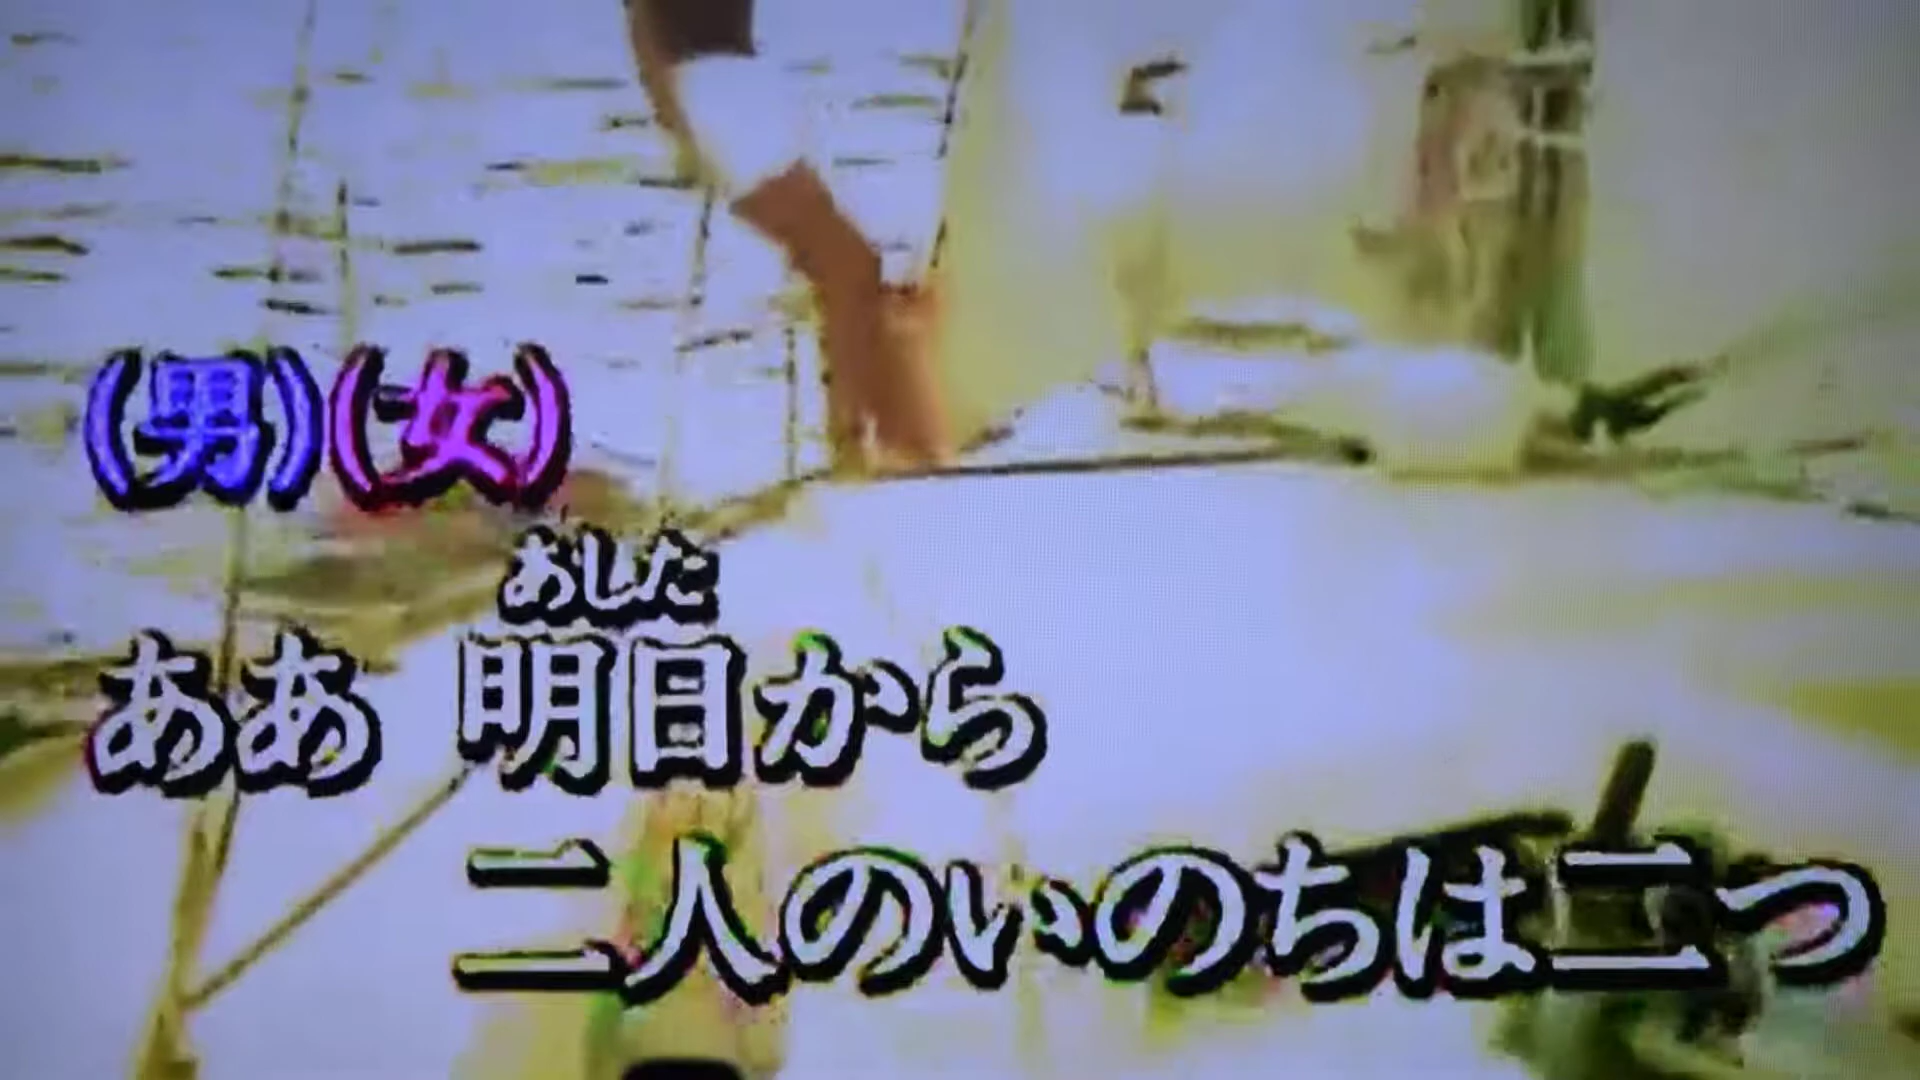 (男)(女)
あした
ああ 明日から
二人のいのちは二つ